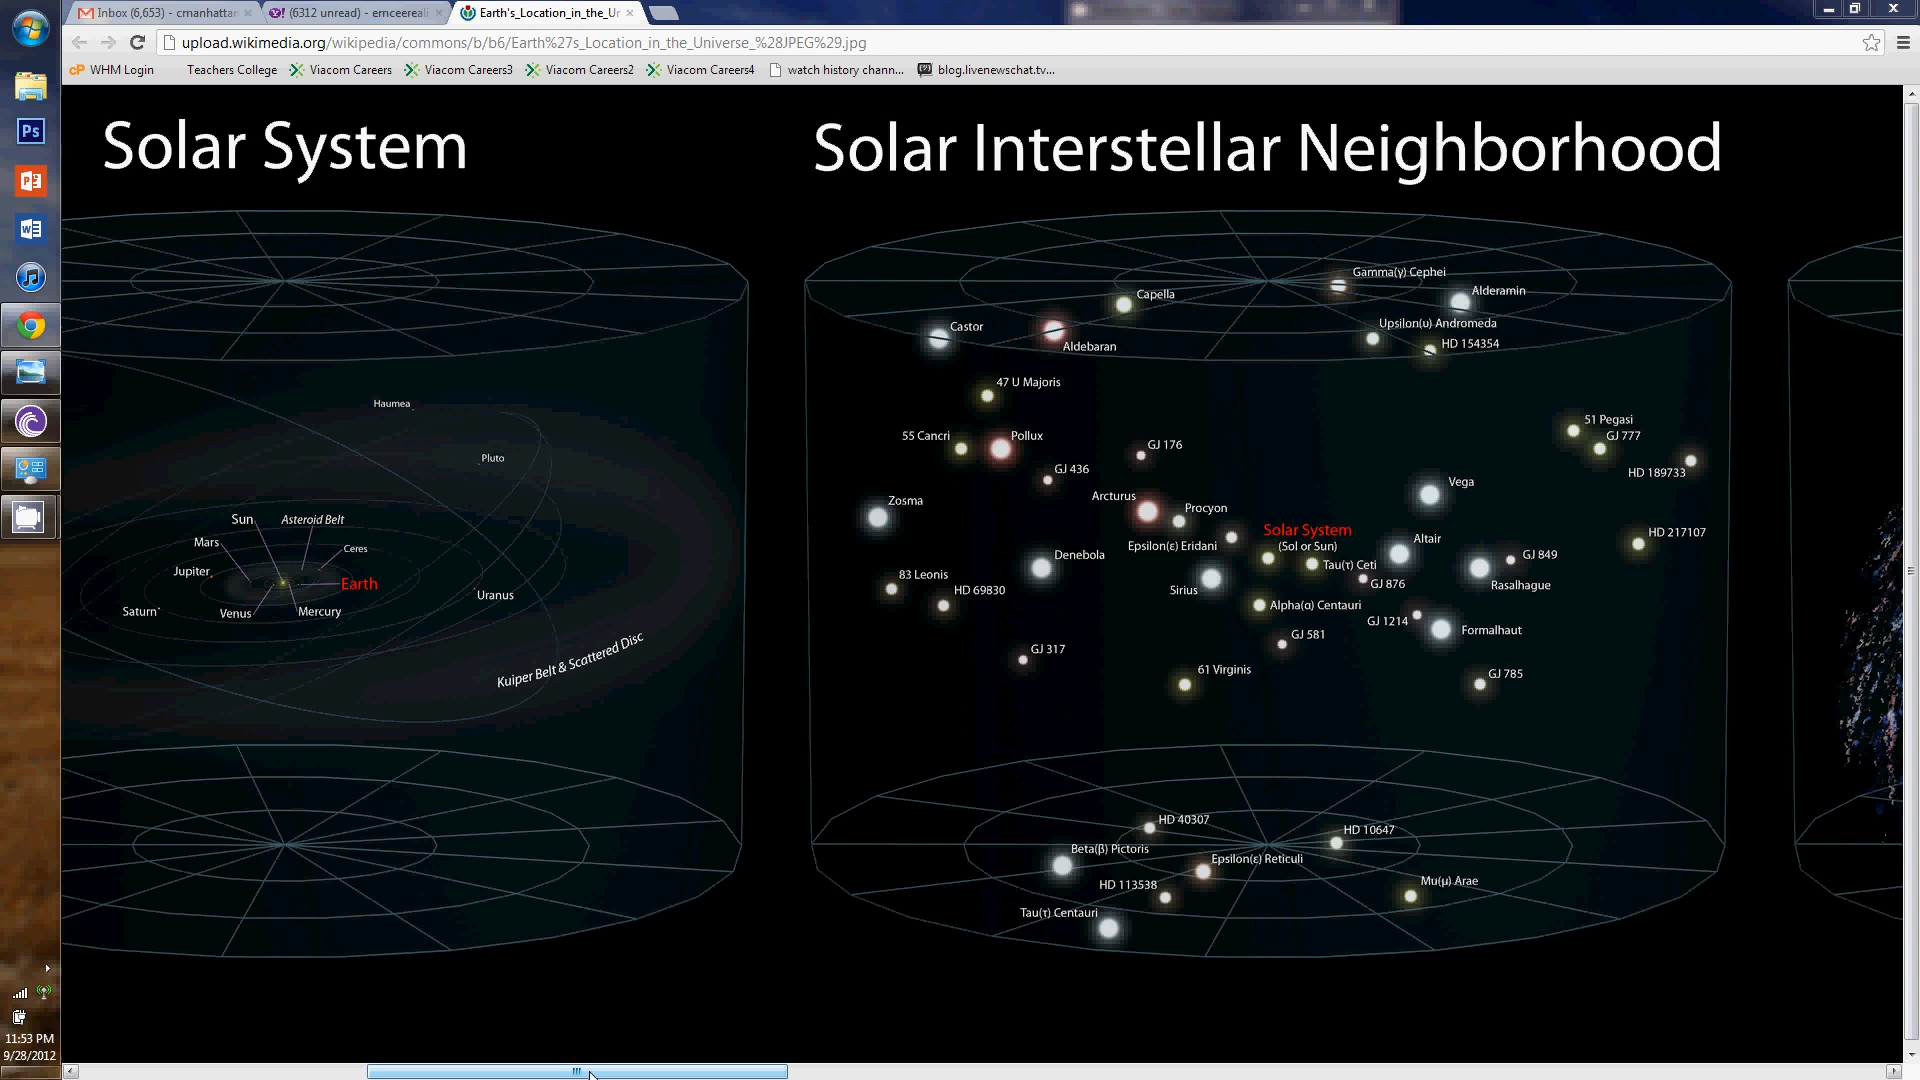 Inbox (6,653) - cmanhattan
(6312 unread) - ernceereali
Earth's_Location_in_the_Ur
upload.wikimedia.org/wikipedia/commons/b/b6/Earth%27s_Location_in_the_Universe_%28JPEG%29.jpg
WHM Login
Teachers College
Viacom Careers
Viacom Careers3
Viacom Careers2
Viacom Careers4
watch history chann...
blog.livenewschat.tv...
Solar System
Haumea
Pluto
Sun
Asteroid Belt
Mars
Ceres
Jupiter
Earth
Uranus
Saturn
Venus
Mercury
Kuiper Belt & Scattered Disc
Solar Interstellar Neighborhood
Gamma(γ) Cephei
Capella
Alderamin
Castor
Upsilon(υ) Andromeda
Aldebaran
HD 154354
47 U Majoris
51 Pegasi
55 Cancri
Pollux
GJ 777
GJ 176
GJ 436
HD 189733
Vega
Arcturus
Zosma
Procyon
Solar System
(Sol or Sun)
HD 217107
Epsilon(ε) Eridani
Altair
Denebola
GJ 849
Tau(τ) Ceti
83 Leonis
GJ 876
Rasalhague
HD 69830
Sirius
Alpha(α) Centauri
GJ 1214
Formalhaut
GJ 581
GJ 317
61 Virginis
GJ 785
HD 40307
HD 10647
Beta(β) Pictoris
Epsilon(ε) Reticuli
HD 113538
Mu(μ) Arae
Tau(τ) Centauri
Ps
11:53 PM
9/28/2012